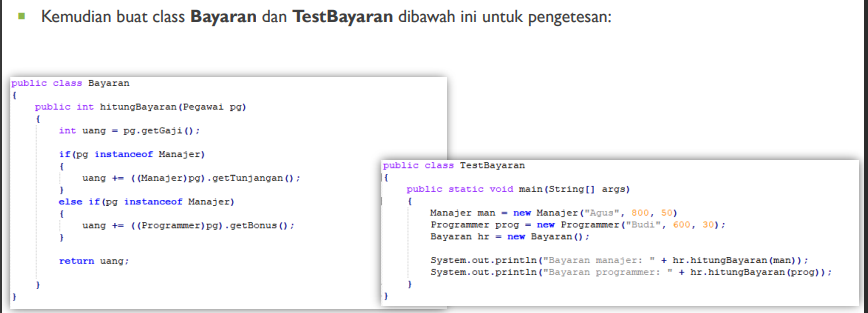 Kemudian buat class Bayaran dan TestBayaran dibawah ini untuk pengetesan:
public class Bayaran
{
public int hitungBayaran(Pegawai pg)
{
int uang = pg.getGaji();
if(pg instanceof Manajer)
{
uang += ((Manajer)pg).getTunjangan();
}
else if(pg instanceof Manajer)
{
uang += ((Programmer)pg).getBonus();
}
return uang;
}
}
public class TestBayaran
{
public static void main(String[] args)
{
Manajer man = new Manajer("Agus", 800, 50)
Programmer prog = new Programmer("Budi", 600, 30);
Bayaran hr = new Bayaran();
System.out.println("Bayaran manajer: " + hr.hitungBayaran(man));
System.out.println("Bayaran programmer: " + hr.hitungBayaran(prog));
}
}